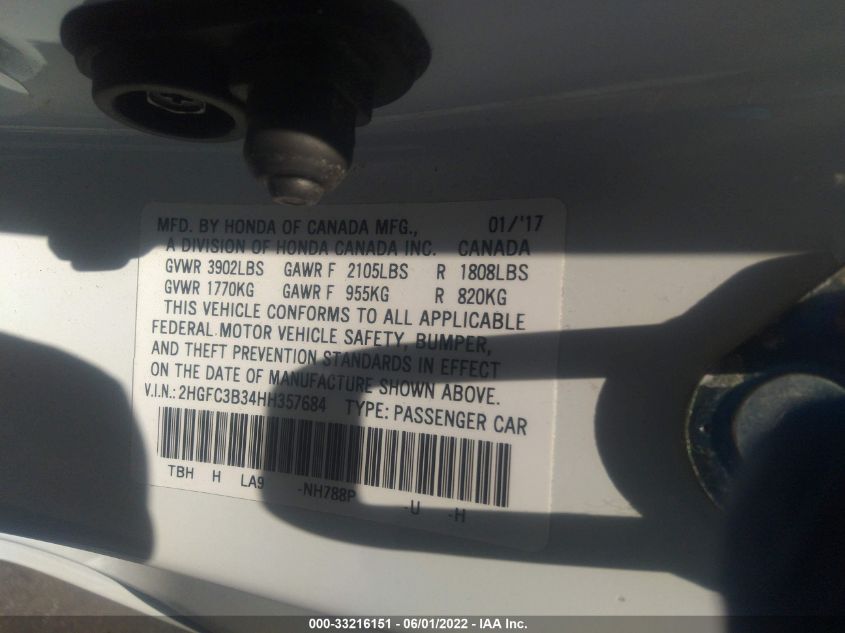 MFD. BY HONDA OF CANADA MFG., 01/'17
A DIVISION OF HONDA CANADA INC. CANADA
GVWR 3902LBS GAWR F 2105LBS R 1808LBS
GVWR 1770KG GAWR F 955KG R 820KG
THIS VEHICLE CONFORMS TO ALL APPLICABLE
FEDERAL MOTOR VEHICLE SAFETY, BUMPER,
AND THEFT PREVENTION STANDARDS IN EFFECT
ON THE DATE OF MANUFACTURE SHOWN ABOVE.
V.I.N.: 2HGFC3B34HH357684 TYPE: PASSENGER CAR
TBH H LA9 -NH788P -U -H
000-33216151 - 06/01/2022 - IAA Inc.